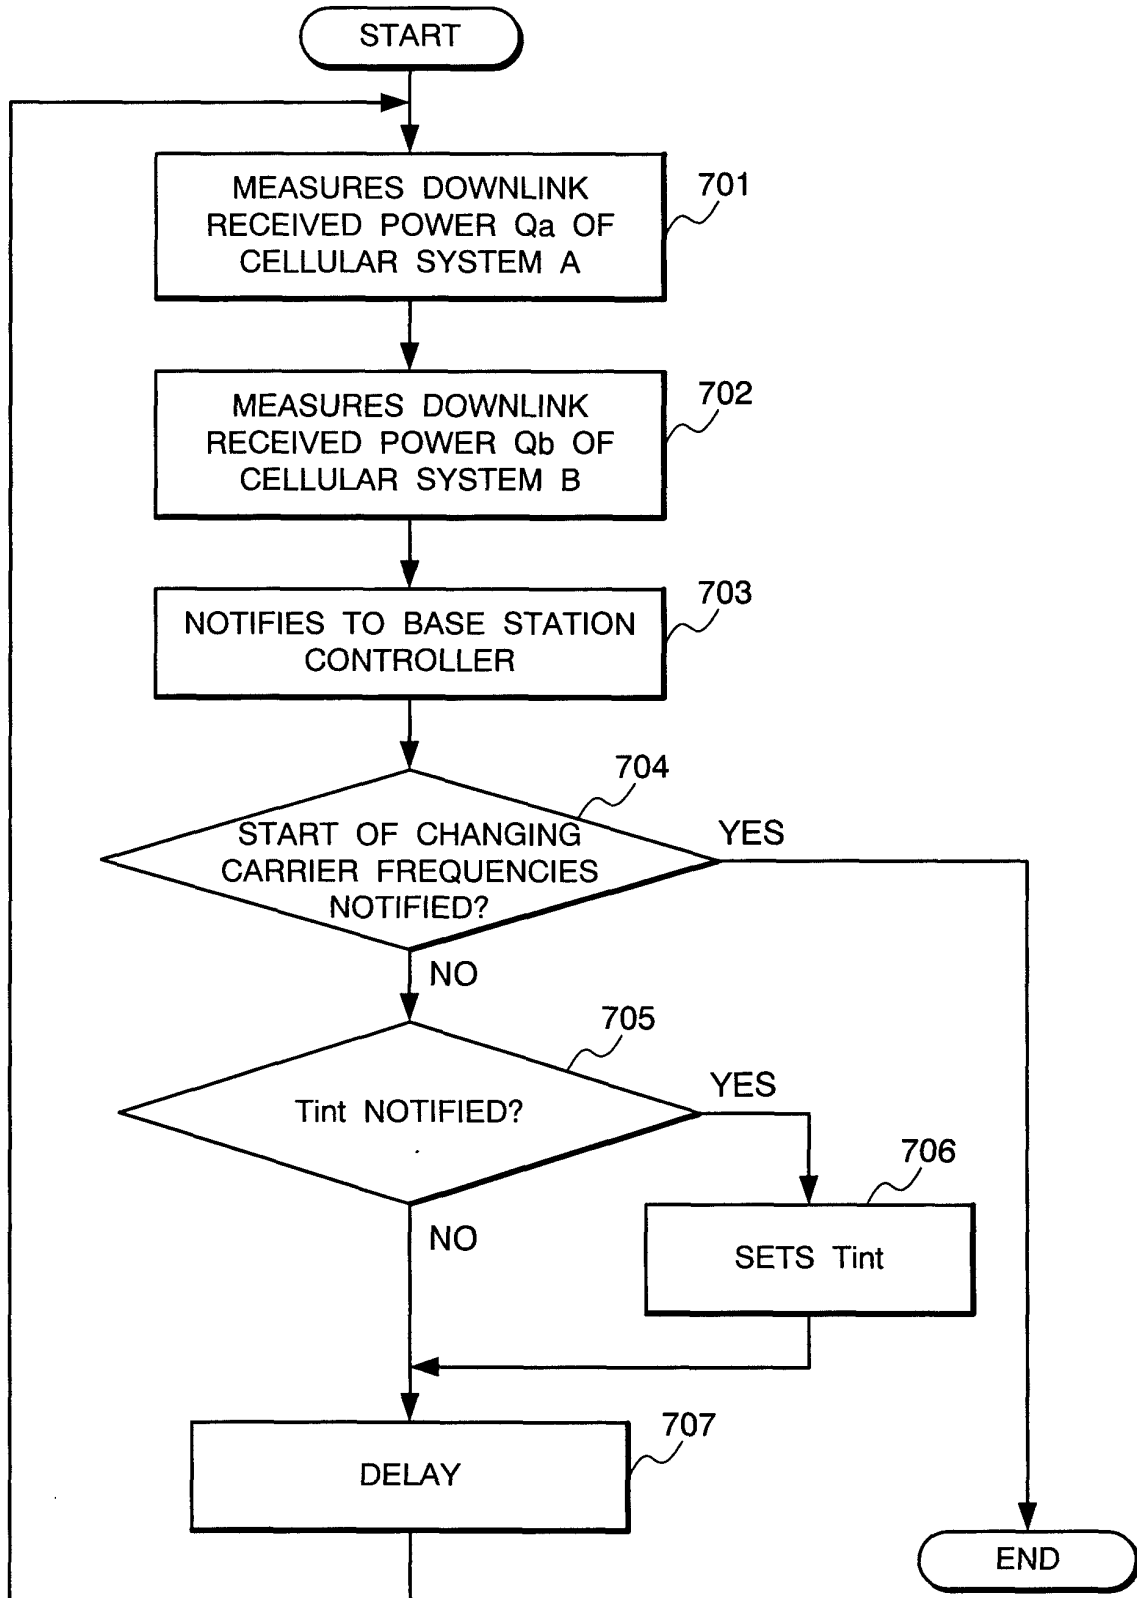 START
MEASURES DOWNLINK
RECEIVED POWER Qa OF
CELLULAR SYSTEM A
701
MEASURES DOWNLINK
RECEIVED POWER Qb OF
CELLULAR SYSTEM B
702
NOTIFIES TO BASE STATION
CONTROLLER
703
704
START OF CHANGING
CARRIER FREQUENCIES
NOTIFIED?
YES
NO
705
Tint NOTIFIED?
YES
NO
706
SETS Tint
707
DELAY
END